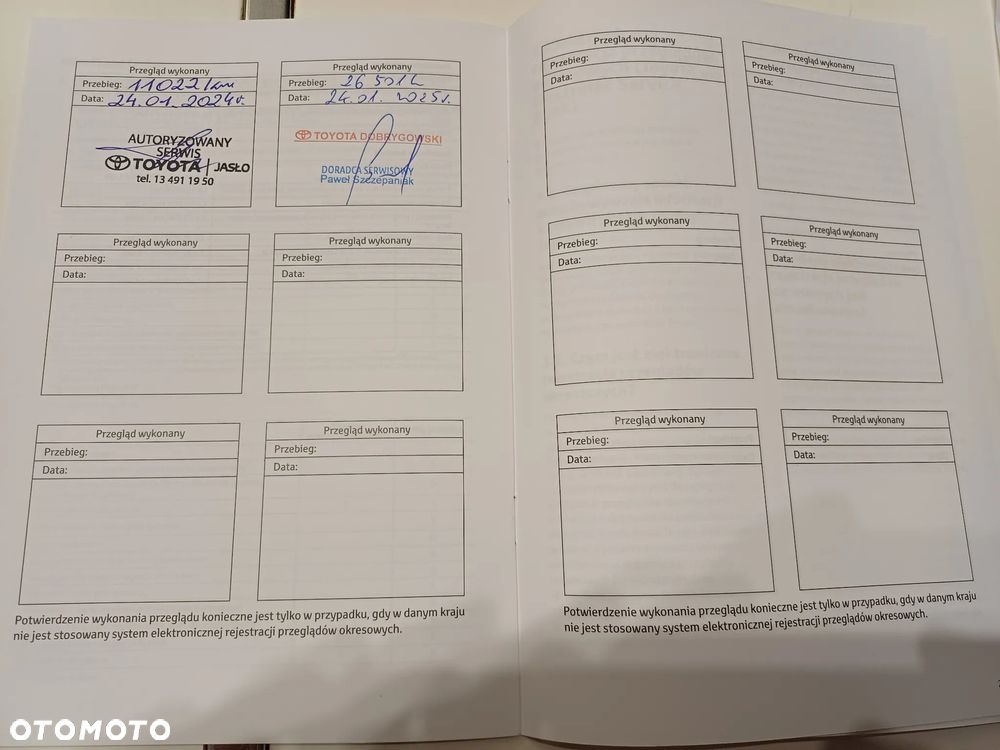 Przegląd wykonany
Przebieg: 11022 km
Data: 24.01.2024r.
AUTORYZOWANY
SERWIS
TOYOTA JASŁO
tel. 13 491 19 50
Przegląd wykonany
Przebieg: 26 501
Data: 24.01. 2025r.
TOYOTA DOBRYGOWSKI
DORADCA SERWISOWY
Paweł Szczepaniak
Przegląd wykonany
Przebieg:
Data:
Przegląd wykonany
Przebieg:
Data:
Przegląd wykonany
Przebieg:
Data:
Przegląd wykonany
Przebieg:
Data:
Potwierdzenie wykonania przeglądu konieczne jest tylko w przypadku, gdy w danym kraju
nie jest stosowany system elektronicznej rejestracji przeglądów okresowych.
Przegląd wykonany
Przebieg:
Data:
Przegląd wykonany
Przebieg:
Data:
Przegląd wykonany
Przebieg:
Data:
Przegląd wykonany
Przebieg:
Data:
Przegląd wykonany
Przebieg:
Data:
Przegląd wykonany
Przebieg:
Data:
Potwierdzenie wykonania przeglądu konieczne jest tylko w przypadku, gdy w danym kraju
nie jest stosowany system elektronicznej rejestracji przeglądów okresowych.
OTOMOTO